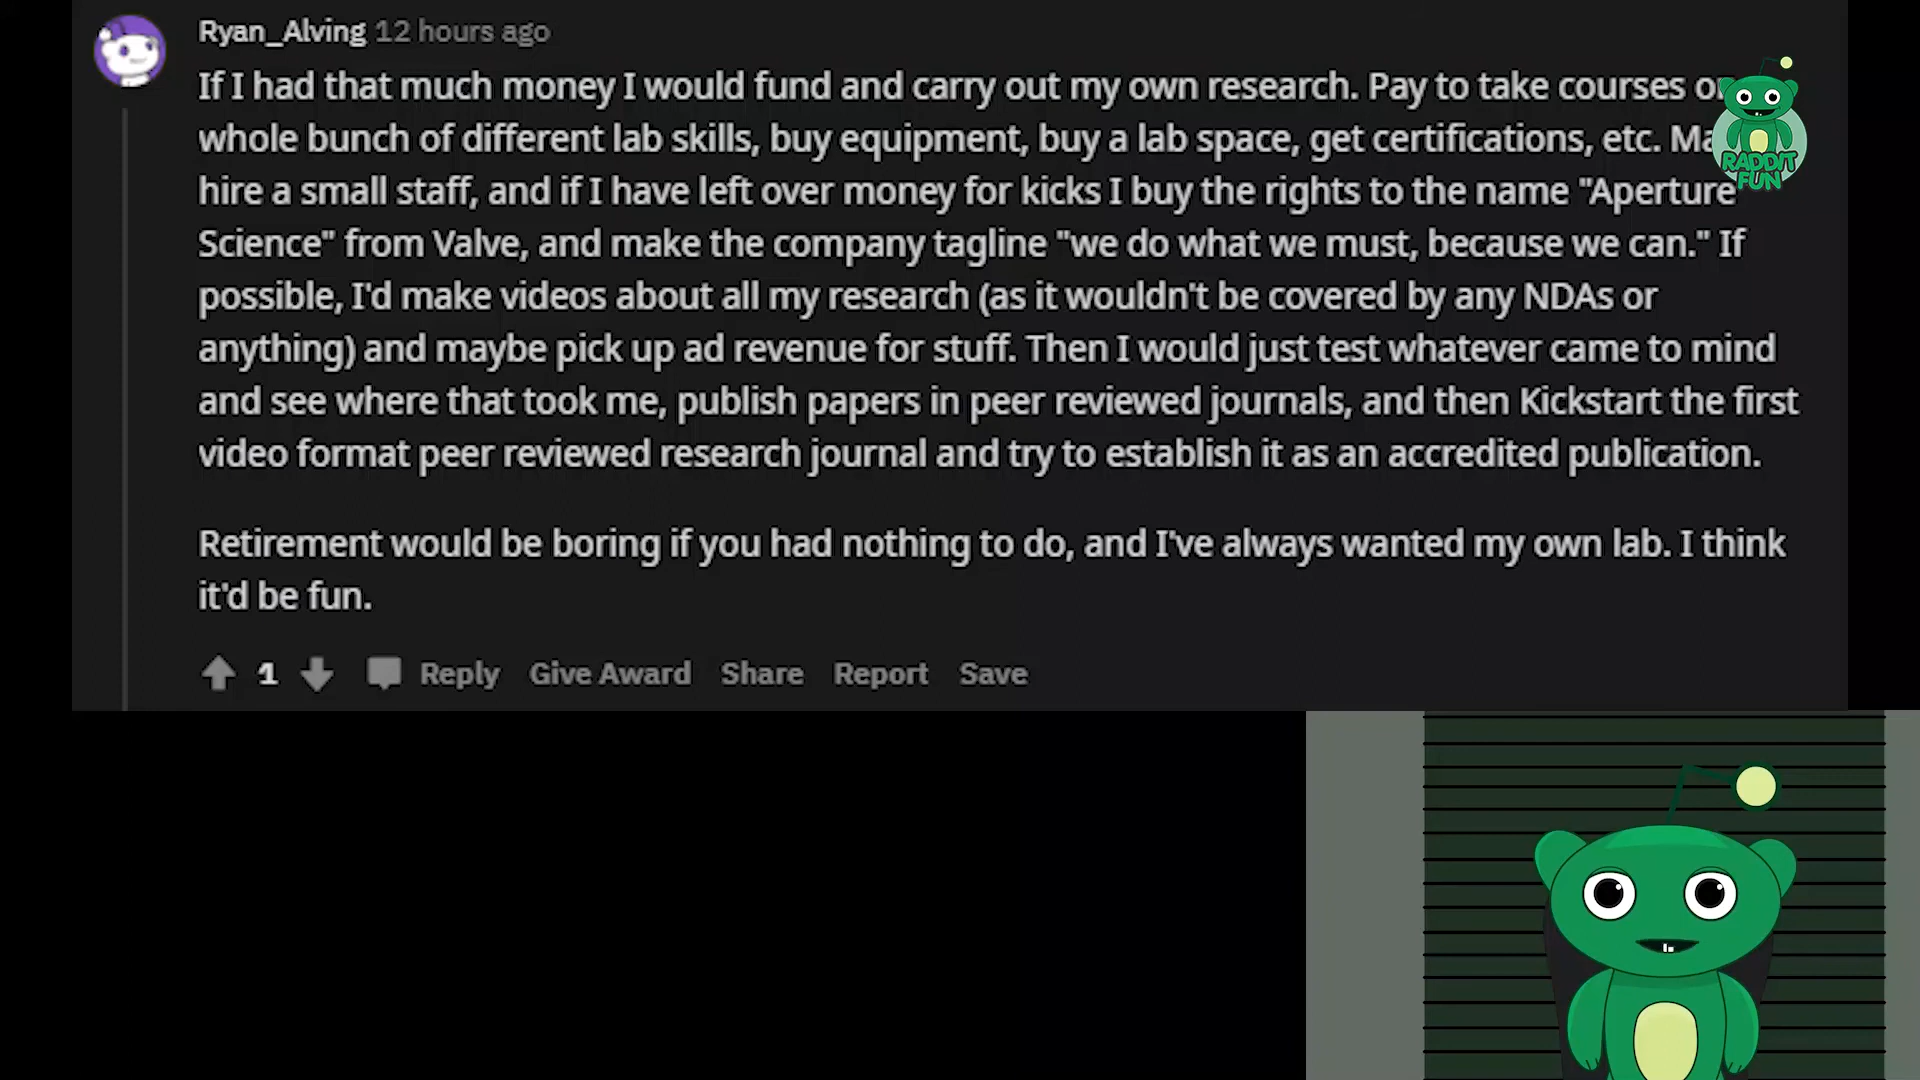 Ryan_Alving 12 hours ago
If I had that much money I would fund and carry out my own research. Pay to take courses
whole bunch of different lab skills, buy equipment, buy a lab space, get certifications, etc.
hire a small staff, and if I have left over money for kicks I buy the rights to the name "Aperture
Science" from Valve, and make the company tagline "we do what we must, because we can." If
possible, I'd make videos about all my research (as it wouldn't be covered by any NDAs or
anything) and maybe pick up ad revenue for stuff. Then I would just test whatever came to mind
and see where that took me, publish papers in peer reviewed journals, and then Kickstart the first
video format peer reviewed research journal and try to establish it as an accredited publication.
Retirement would be boring if you had nothing to do, and I've always wanted my own lab. I think
it'd be fun.
1 Reply Give Award Share Report Save
RADDIT
FUN